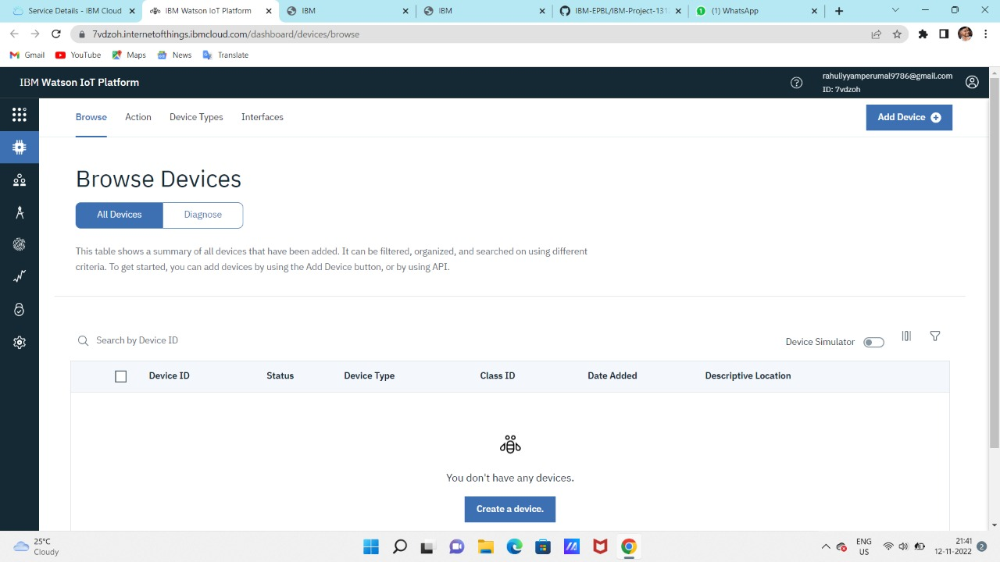 Service Details - IBM Cloud
IBM Watson IoT Platform
IBM
IBM
IBM-EPBL/IBM-Project-131
(1) WhatsApp
7vdzoh.internetofthings.ibmcloud.com/dashboard/devices/browse
Gmail
YouTube
Maps
News
Translate
IBM Watson IoT Platform
rahullyyamperumal9786@gmail.com
ID: 7vdzoh
Browse
Action
Device Types
Interfaces
Add Device
Browse Devices
All Devices
Diagnose
This table shows a summary of all devices that have been added. It can be filtered, organized, and searched on using different
criteria. To get started, you can add devices by using the Add Device button, or by using API.
Search by Device ID
Device Simulator
Device ID
Status
Device Type
Class ID
Date Added
Descriptive Location
You don't have any devices.
Create a device.
25°C
Cloudy
ENG
US
21:41
12-11-2022
2